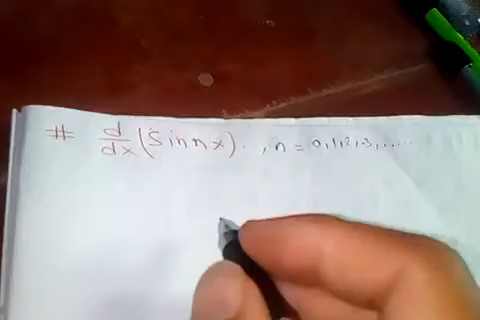 # d/dx (Sin nx). , n = 0,1,2,3,.....